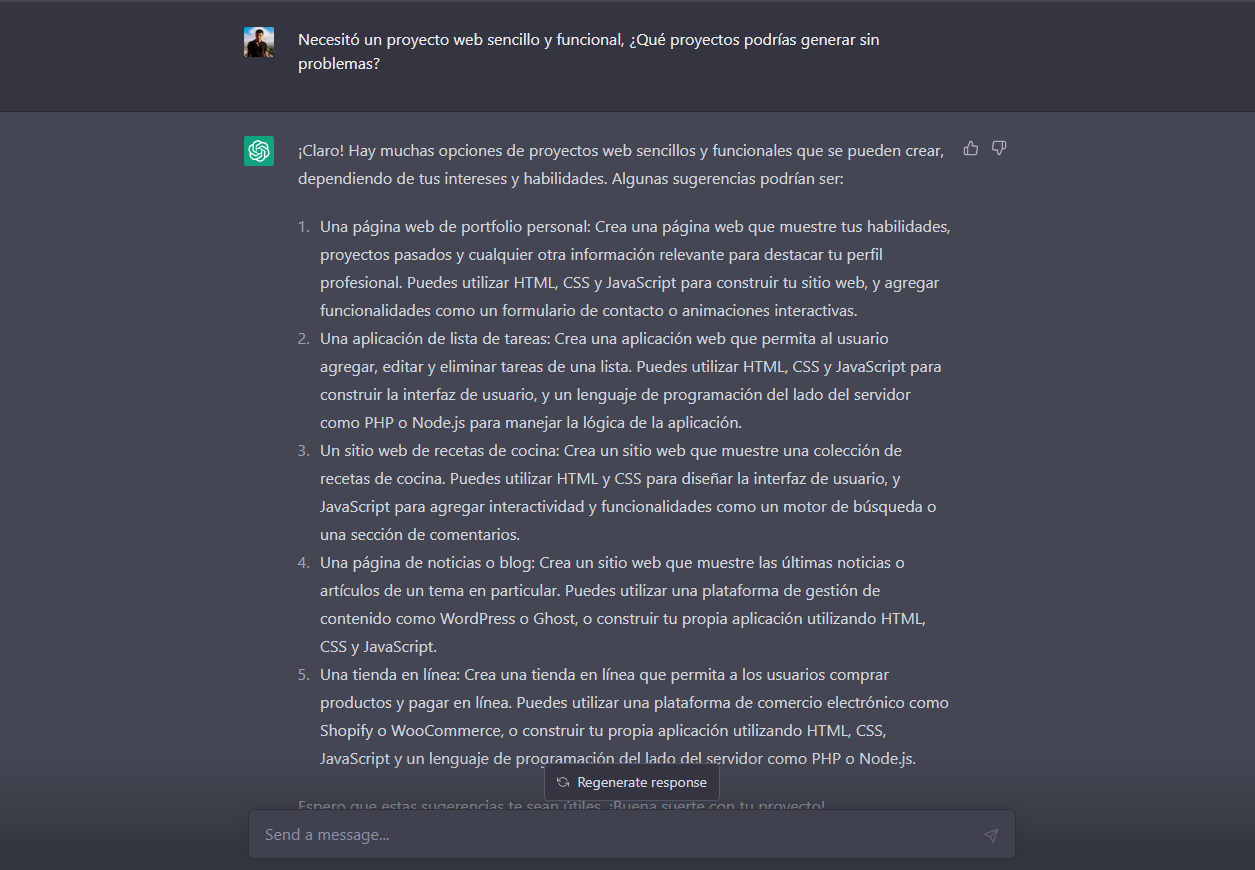 Necesitó un proyecto web sencillo y funcional, ¿Qué proyectos podrías generar sin
problemas?
¡Claro! Hay muchas opciones de proyectos web sencillos y funcionales que se pueden crear,
dependiendo de tus intereses y habilidades. Algunas sugerencias podrían ser:
1. Una página web de portfolio personal: Crea una página web que muestre tus habilidades,
proyectos pasados y cualquier otra información relevante para destacar tu perfil
profesional. Puedes utilizar HTML, CSS y JavaScript para construir tu sitio web, y agregar
funcionalidades como un formulario de contacto o animaciones interactivas.
2. Una aplicación de lista de tareas: Crea una aplicación web que permita al usuario
agregar, editar y eliminar tareas de una lista. Puedes utilizar HTML, CSS y JavaScript para
construir la interfaz de usuario, y un lenguaje de programación del lado del servidor
como PHP o Node.js para manejar la lógica de la aplicación.
3. Un sitio web de recetas de cocina: Crea un sitio web que muestre una colección de
recetas de cocina. Puedes utilizar HTML y CSS para diseñar la interfaz de usuario, y
JavaScript para agregar interactividad y funcionalidades como un motor de búsqueda o
una sección de comentarios.
4. Una página de noticias o blog: Crea un sitio web que muestre las últimas noticias o
artículos de un tema en particular. Puedes utilizar una plataforma de gestión de
contenido como WordPress o Ghost, o construir tu propia aplicación utilizando HTML,
CSS y JavaScript.
5. Una tienda en línea: Crea una tienda en línea que permita a los usuarios comprar
productos y pagar en línea. Puedes utilizar una plataforma de comercio electrónico como
Shopify o WooCommerce, o construir tu propia aplicación utilizando HTML, CSS,
JavaScript y un lenguaje de programación del lado del servidor como PHP o Node.js.
Regenerate response
Espero que estas sugerencias te sean útiles. ¡Buena suerte con tu proyecto!
Send a message...